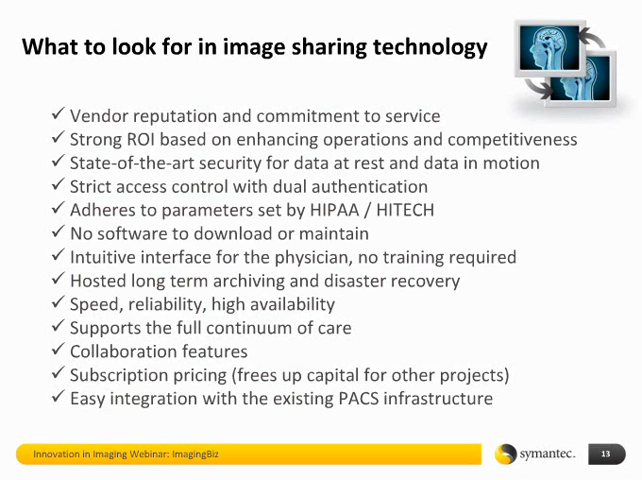 What to look for in image sharing technology
✓ Vendor reputation and commitment to service
✓ Strong ROI based on enhancing operations and competitiveness
✓ State-of-the-art security for data at rest and data in motion
✓ Strict access control with dual authentication
✓ Adheres to parameters set by HIPAA / HITECH
✓ No software to download or maintain
✓ Intuitive interface for the physician, no training required
✓ Hosted long term archiving and disaster recovery
✓ Speed, reliability, high availability
✓ Supports the full continuum of care
✓ Collaboration features
✓ Subscription pricing (frees up capital for other projects)
✓ Easy integration with the existing PACS infrastructure
Innovation in Imaging Webinar: ImagingBiz
symantec.
13